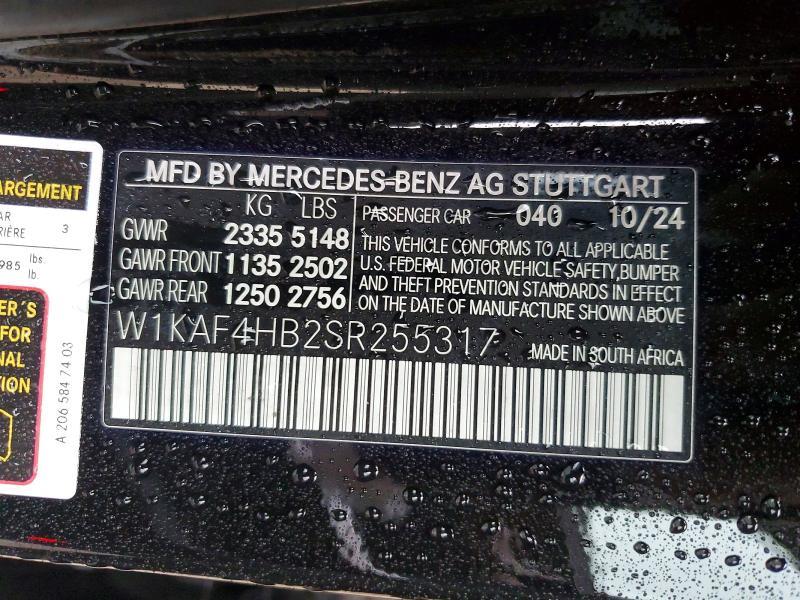 MFD BY MERCEDES-BENZ AG STUTTGART
KG LBS
GVWR 2335 5148
GAWR FRONT 1135 2502
GAWR REAR 1250 2756
PASSENGER CAR 040 10/24
THIS VEHICLE CONFORMS TO ALL APPLICABLE
U.S. FEDERAL MOTOR VEHICLE SAFETY, BUMPER
AND THEFT PREVENTION STANDARDS IN EFFECT
ON THE DATE OF MANUFACTURE SHOWN ABOVE
W1KAF4HB2SR255317
MADE IN SOUTH AFRICA
ARGEMENT
AR
RIÈRE 3
985 lbs.
lb.
ER'S
FOR
NAL
TION
A 206 584 74 03